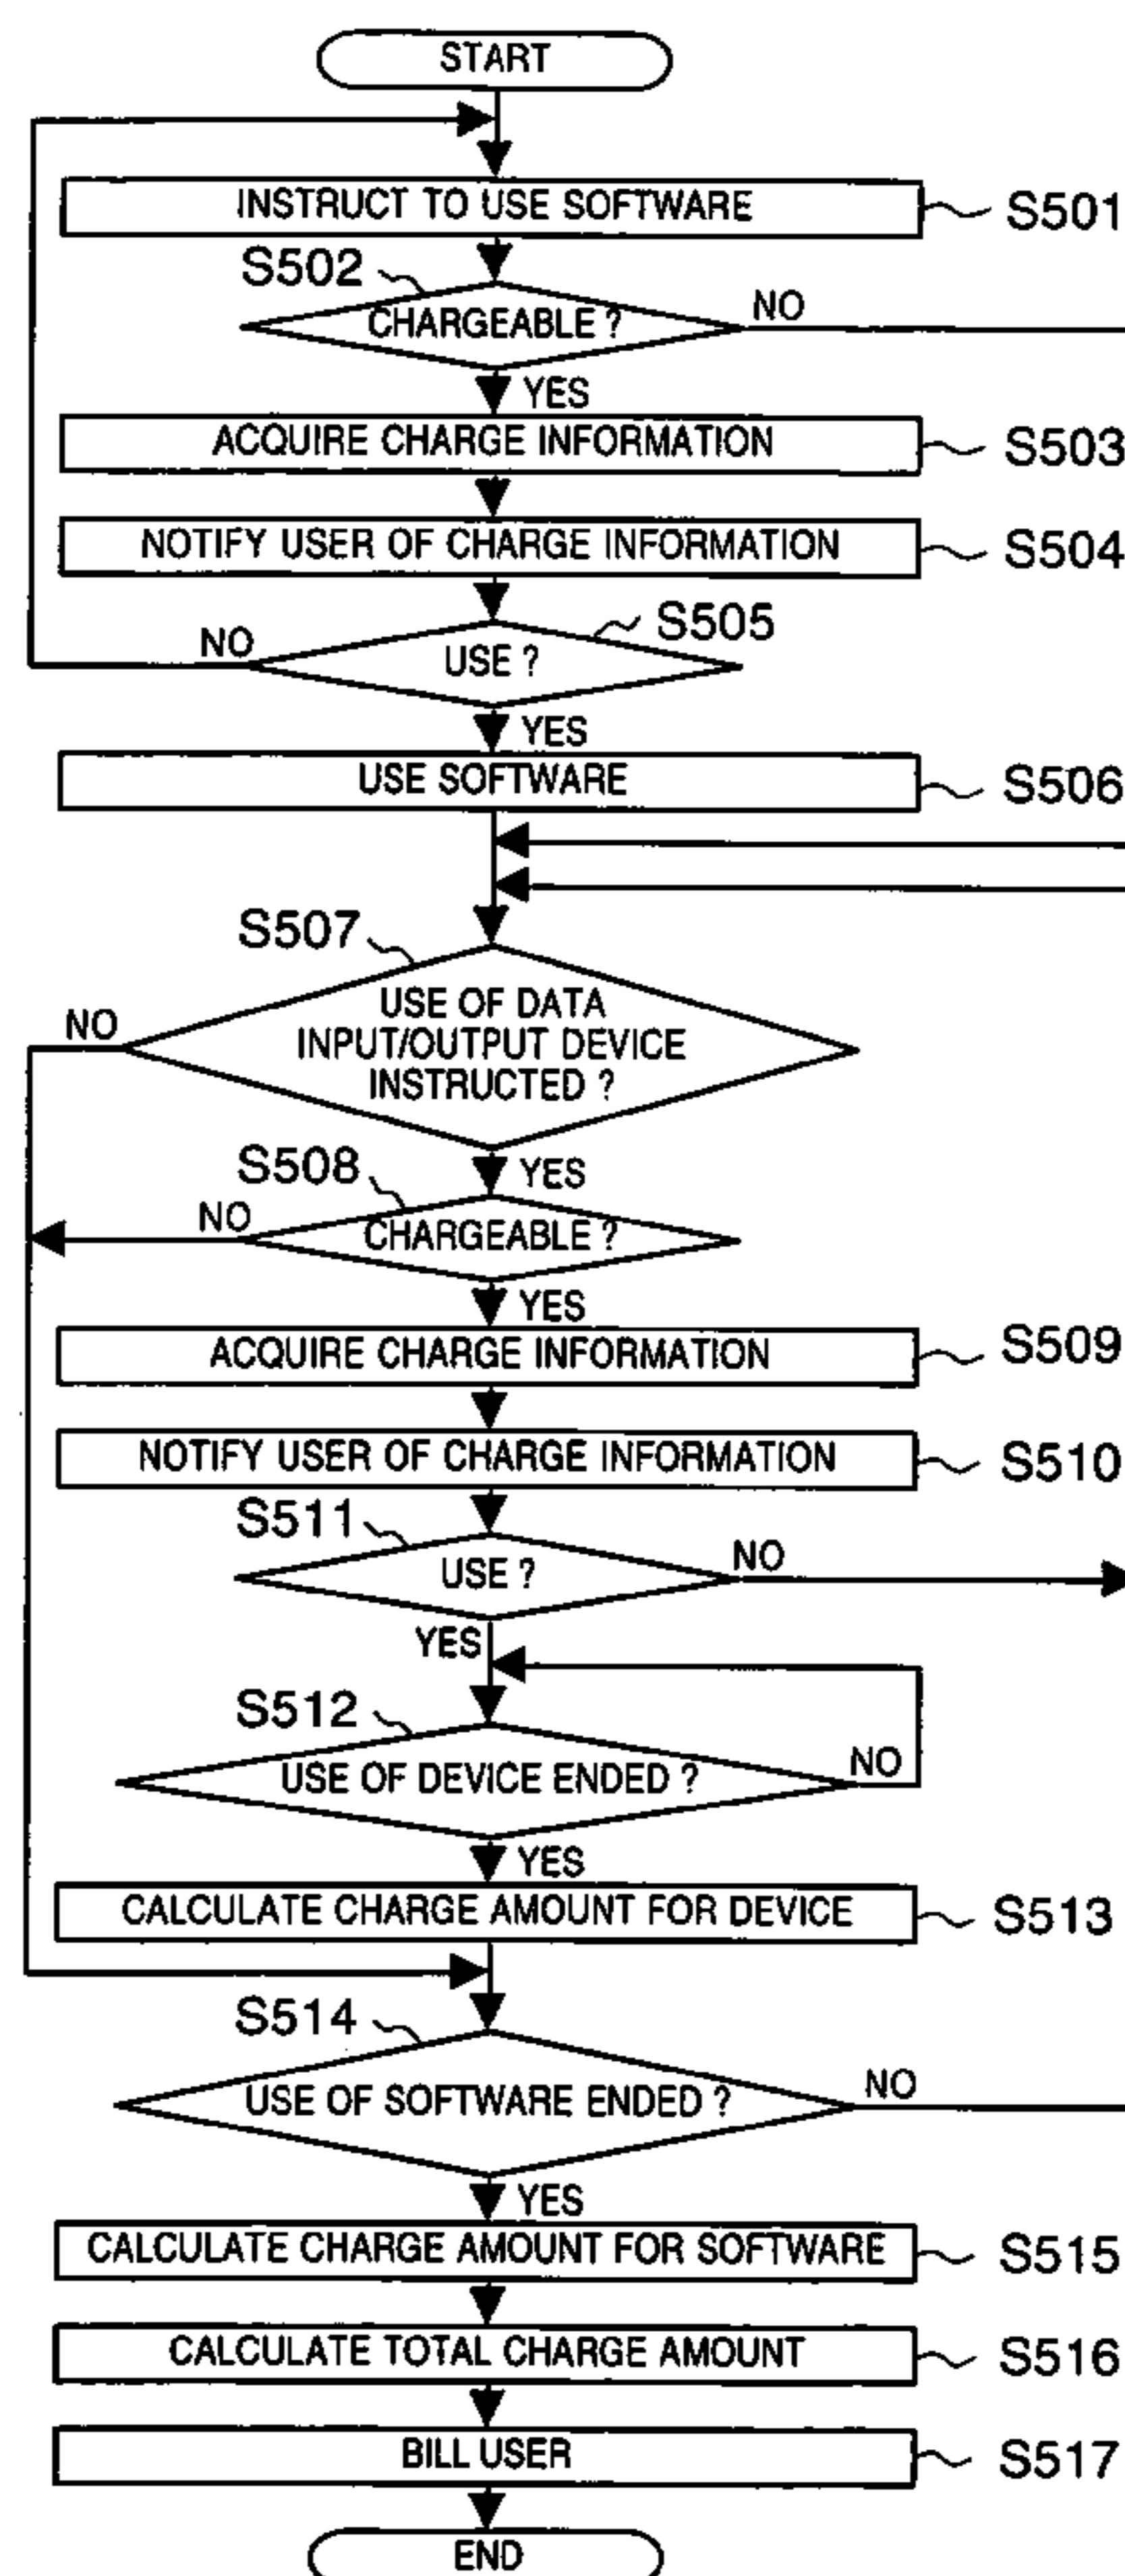 START
INSTRUCT TO USE SOFTWARE
S501
S502
CHARGEABLE ?
NO
YES
ACQUIRE CHARGE INFORMATION
S503
NOTIFY USER OF CHARGE INFORMATION
S504
S505
NO
USE ?
YES
USE SOFTWARE
S506
S507
NO
USE OF DATA
INPUT/OUTPUT DEVICE
INSTRUCTED ?
YES
S508
NO
CHARGEABLE ?
YES
ACQUIRE CHARGE INFORMATION
S509
NOTIFY USER OF CHARGE INFORMATION
S510
S511
USE ?
NO
YES
S512
USE OF DEVICE ENDED ?
NO
YES
CALCULATE CHARGE AMOUNT FOR DEVICE
S513
S514
USE OF SOFTWARE ENDED ?
NO
YES
CALCULATE CHARGE AMOUNT FOR SOFTWARE
S515
CALCULATE TOTAL CHARGE AMOUNT
S516
BILL USER
S517
END